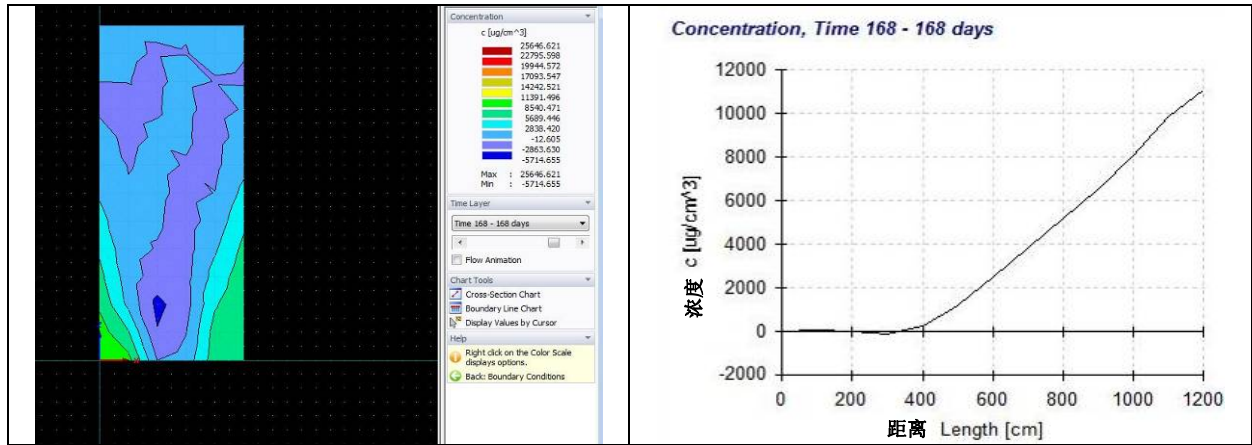 Concentration
c [ug/cm^3]
25646.621
22795.598
19944.572
17093.547
14242.521
11391.496
8540.471
5689.446
2838.420
-12.605
-2863.630
-5714.655
Max : 25646.621
Min : -5714.655
Time Layer
Time 168 - 168 days
Flow Animation
Chart Tools
Cross-Section Chart
Boundary Line Chart
Display Values by Cursor
Help
Right click on the Color Scale
displays options.
Back: Boundary Conditions
Concentration, Time 168 - 168 days
浓度 c [ug/cm^3]
12000
10000
8000
6000
4000
2000
0
-2000
0 200 400 600 800 1000 1200
距离 Length [cm]